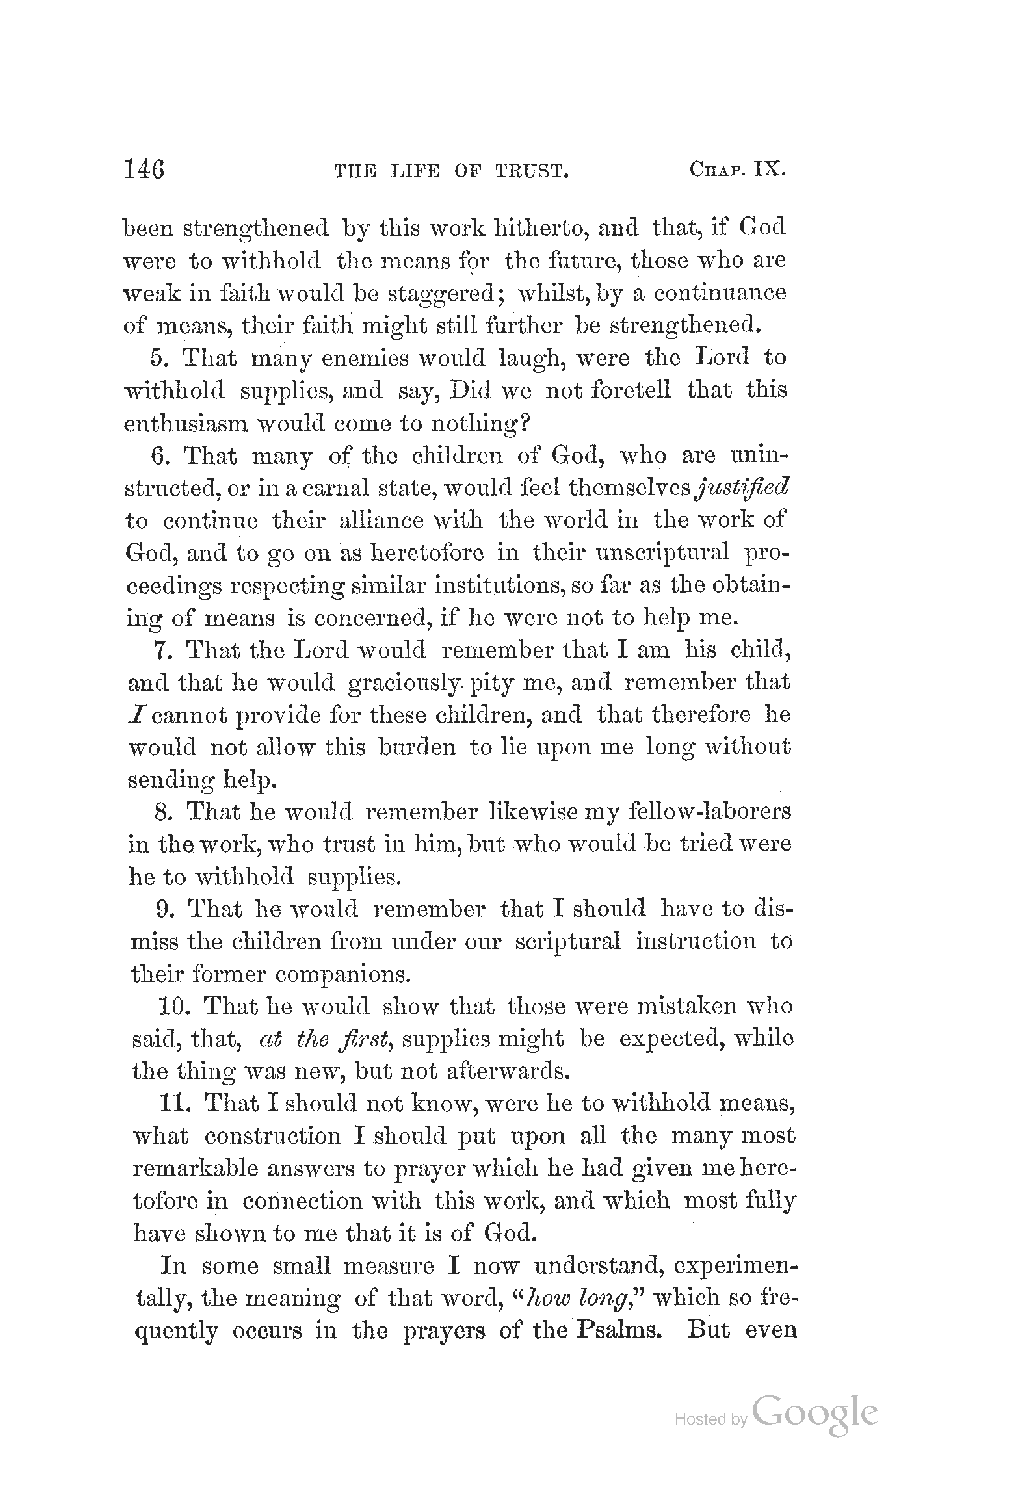 146 THE LIFE OF TRUST. CHAP. IX.
been strengthened by this work hitherto, and that, if God
were to withhold the means for the future, those who are
weak in faith would be staggered; whilst, by a continuance
of means, their faith might still further be strengthened.
5. That many enemies would laugh, were the Lord to
withhold supplies, and say, Did we not foretell that this
enthusiasm would come to nothing?
6. That many of the children of God, who are unin-
structed, or in a carnal state, would feel themselves justified
to continue their alliance with the world in the work of
God, and to go on as heretofore in their unscriptural pro-
ceedings respecting similar institutions, so far as the obtain-
ing of means is concerned, if he were not to help me.
7. That the Lord would remember that I am his child,
and that he would graciously pity me, and remember that
I cannot provide for these children, and that therefore he
would not allow this burden to lie upon me long without
sending help.
8. That he would remember likewise my fellow-laborers
in the work, who trust in him, but who would be tried were
he to withhold supplies.
9. That he would remember that I should have to dis-
miss the children from under our scriptural instruction to
their former companions.
10. That he would show that those were mistaken who
said, that, at the first, supplies might be expected, while
the thing was new, but not afterwards.
11. That I should not know, were he to withhold means,
what construction I should put upon all the many most
remarkable answers to prayer which he had given me here-
tofore in connection with this work, and which most fully
have shown to me that it is of God.
In some small measure I now understand, experimen-
tally, the meaning of that word, "how long," which so fre-
quently occurs in the prayers of the Psalms. But even
Hosted by Google